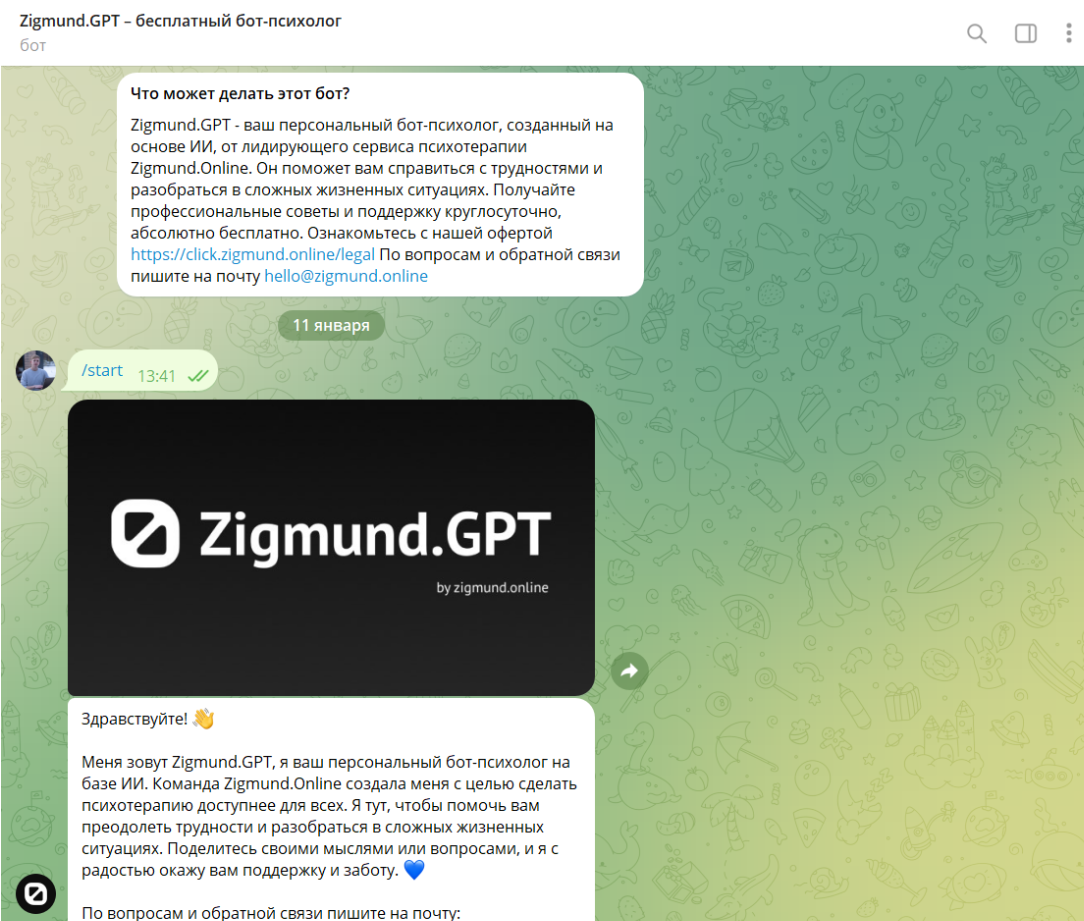 Zigmund.GPT – бесплатный бот-психолог
бот
Что может делать этот бот?
Zigmund.GPT - ваш персональный бот-психолог, созданный на
основе ИИ, от лидирующего сервиса психотерапии
Zigmund.Online. Он поможет вам справиться с трудностями и
разобраться в сложных жизненных ситуациях. Получайте
профессиональные советы и поддержку круглосуточно,
абсолютно бесплатно. Ознакомьтесь с нашей офертой
https://click.zigmund.online/legal По вопросам и обратной связи
пишите на почту hello@zigmund.online
11 января
/start 13:41
Zigmund.GPT
by zigmund.online
Здравствуйте! 👋
Меня зовут Zigmund.GPT, я ваш персональный бот-психолог на
базе ИИ. Команда Zigmund.Online создала меня с целью сделать
психотерапию доступнее для всех. Я тут, чтобы помочь вам
преодолеть трудности и разобраться в сложных жизненных
ситуациях. Поделитесь своими мыслями или вопросами, и я с
радостью окажу вам поддержку и заботу. 💙
По вопросам и обратной связи пишите на почту: